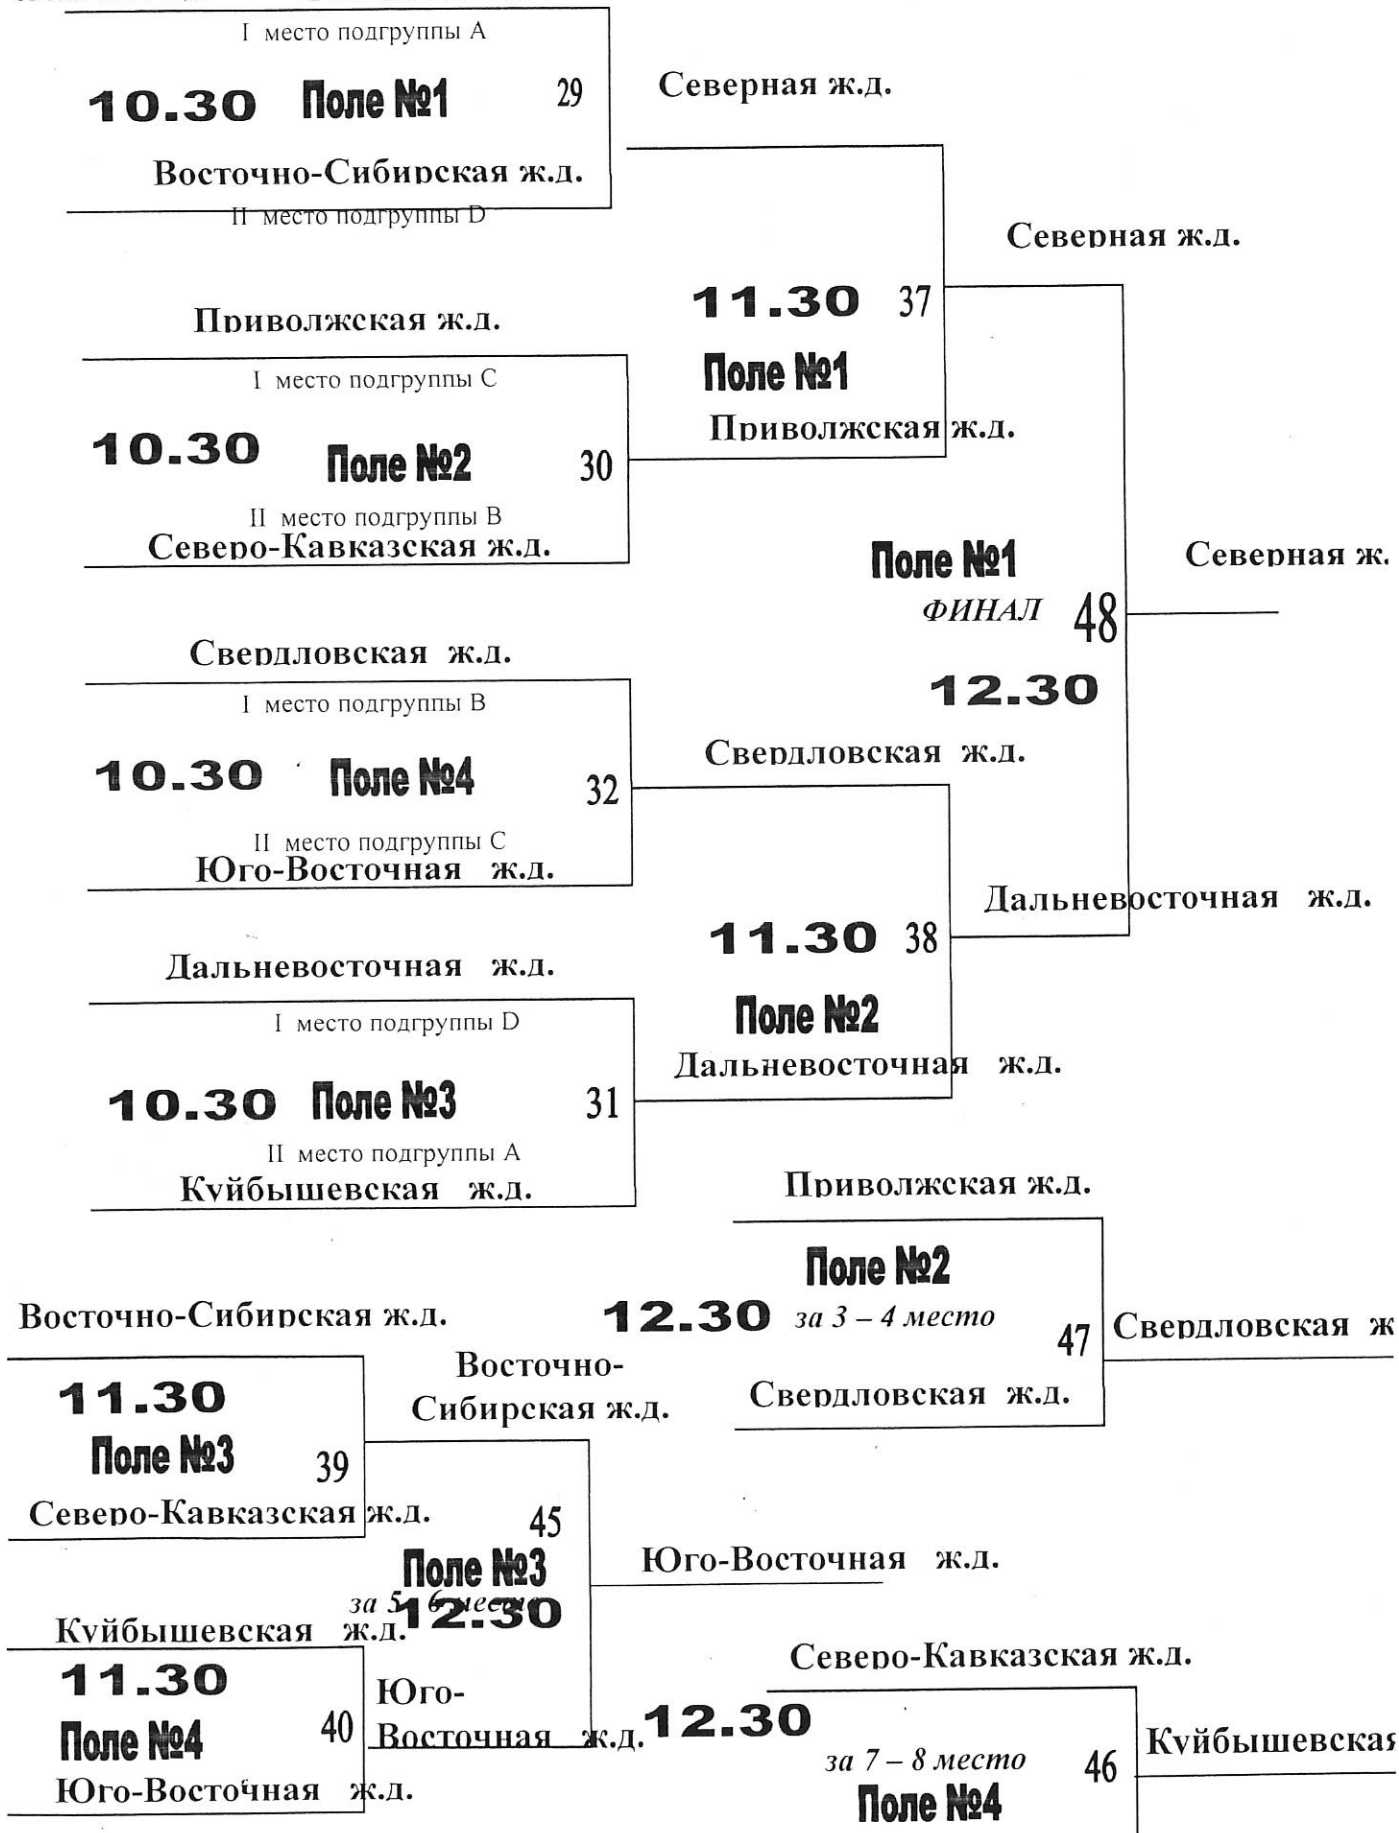 I место подгруппы А
10.30 Поле №1 29
Восточно-Сибирская ж.д.
II место подгруппы D
Северная ж.д.
Северная ж.д.
Приволжская ж.д.
I место подгруппы С
10.30 Поле №2 30
II место подгруппы В
Северо-Кавказская ж.д.
11.30 37
Поле №1
Приволжская ж.д.
Поле №1
ФИНАЛ 48
12.30
Северная ж.
Свердловская ж.д.
I место подгруппы В
10.30 Поле №4 32
II место подгруппы С
Юго-Восточная ж.д.
Свердловская ж.д.
11.30 38
Поле №2
Дальневосточная ж.д.
Дальневосточная ж.д.
Дальневосточная ж.д.
I место подгруппы D
10.30 Поле №3 31
II место подгруппы А
Куйбышевская ж.д.
Приволжская ж.д.
Поле №2
12.30 за 3 – 4 место 47
Свердловская ж.д.
Свердловская ж
Восточно-Сибирская ж.д.
11.30
Поле №3 39
Северо-Кавказская ж.д.
Восточно-
Сибирская ж.д.
45
Поле №3
за 5 6 место
12.30
Юго-Восточная ж.д.
Куйбышевская ж.д.
11.30
Поле №4 40
Юго-Восточная ж.д.
Юго-
Восточная ж.д.
Северо-Кавказская ж.д.
12.30
за 7 – 8 место 46
Поле №4
Куйбышевская